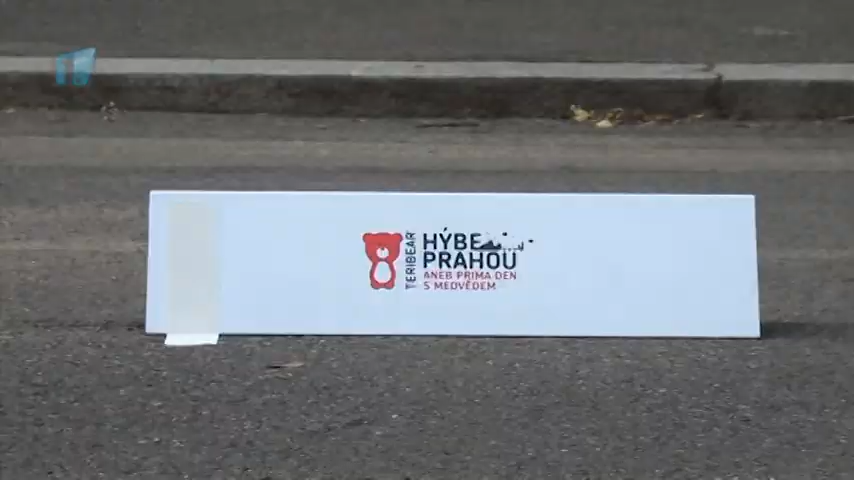 TERIBEAR
HÝBE
PRAHOU
ANEB PRIMA DEN
S MEDVĚDEM